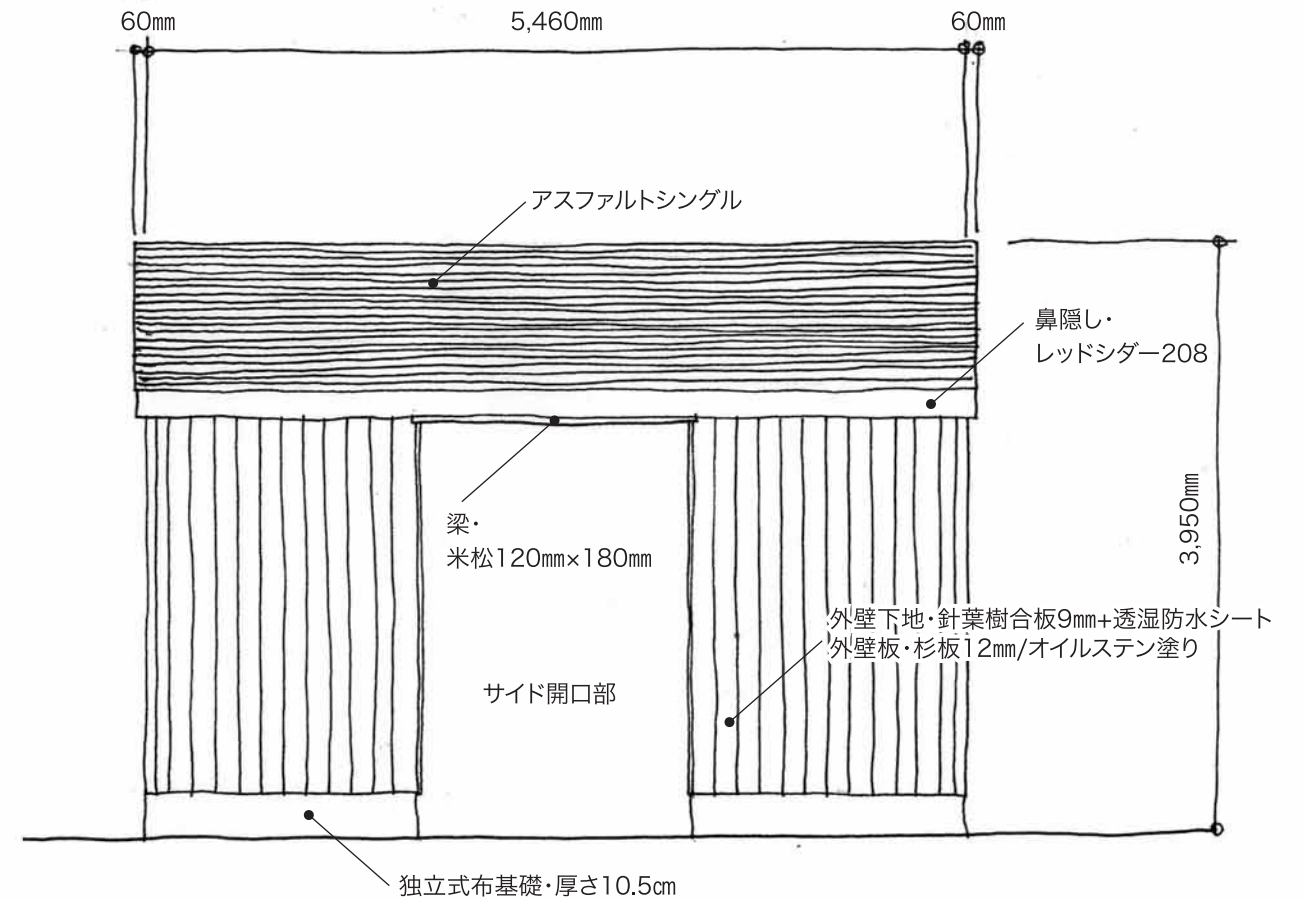 60㎜
5,460㎜
60㎜
アスファルトシングル
鼻隠し・
レッドシダー208
梁・
米松120㎜×180㎜
3,950㎜
外壁下地・針葉樹合板9㎜+透湿防水シート
外壁板・杉板12㎜/オイルステン塗り
サイド開口部
独立式布基礎・厚さ10.5㎝